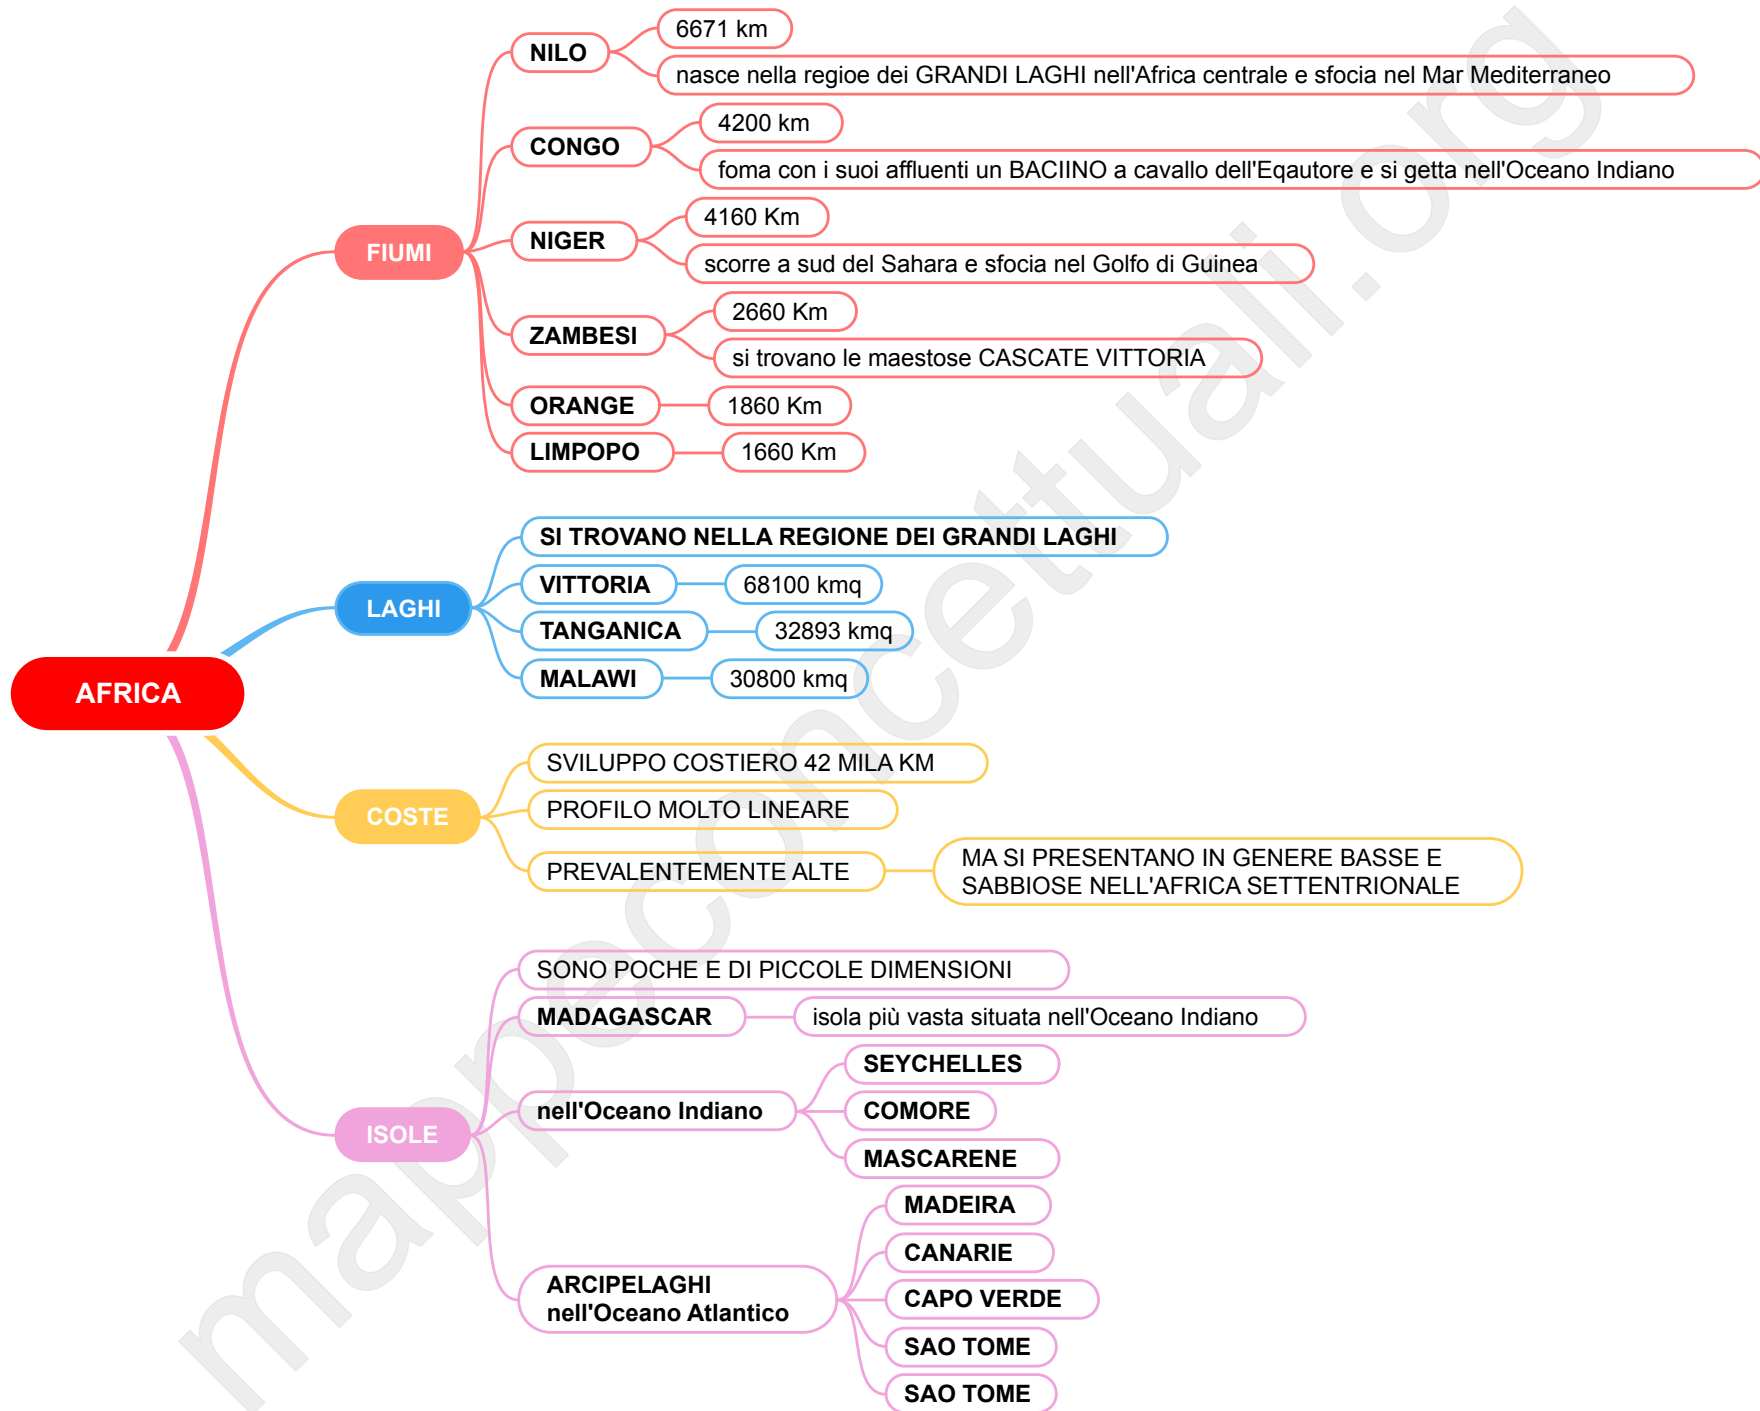 AFRICA
FIUMI
NILO
6671 km
nasce nella regioe dei GRANDI LAGHI nell'Africa centrale e sfocia nel Mar Mediterraneo
CONGO
4200 km
foma con i suoi affluenti un BACIINO a cavallo dell'Eqautore e si getta nell'Oceano Indiano
NIGER
4160 Km
scorre a sud del Sahara e sfocia nel Golfo di Guinea
ZAMBESI
2660 Km
si trovano le maestose CASCATE VITTORIA
ORANGE
1860 Km
LIMPOPO
1660 Km
LAGHI
SI TROVANO NELLA REGIONE DEI GRANDI LAGHI
VITTORIA
68100 kmq
TANGANICA
32893 kmq
MALAWI
30800 kmq
COSTE
SVILUPPO COSTIERO 42 MILA KM
PROFILO MOLTO LINEARE
PREVALENTEMENTE ALTE
MA SI PRESENTANO IN GENERE BASSE E
SABBIOSE NELL'AFRICA SETTENTRIONALE
ISOLE
SONO POCHE E DI PICCOLE DIMENSIONI
MADAGASCAR
isola più vasta situata nell'Oceano Indiano
nell'Oceano Indiano
SEYCHELLES
COMORE
MASCARENE
ARCIPELAGHI
nell'Oceano Atlantico
MADEIRA
CANARIE
CAPO VERDE
SAO TOME
SAO TOME
mappeconcettuali.org